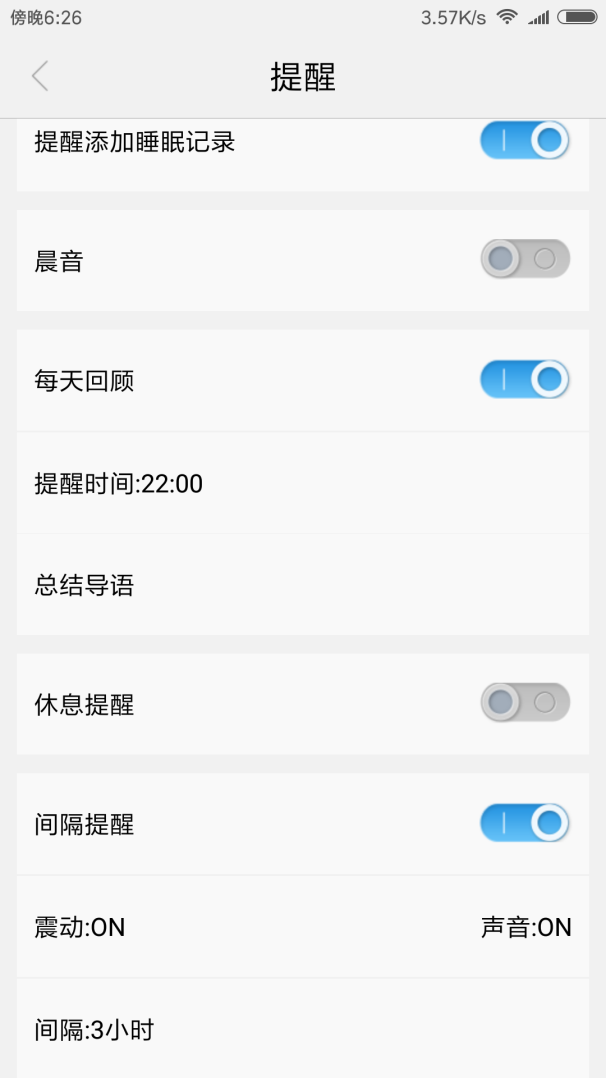 傍晚6:26 3.57K/s
提醒
提醒添加睡眠记录
晨音
每天回顾
提醒时间:22:00
总结导语
休息提醒
间隔提醒
震动:ON 声音:ON
间隔:3小时